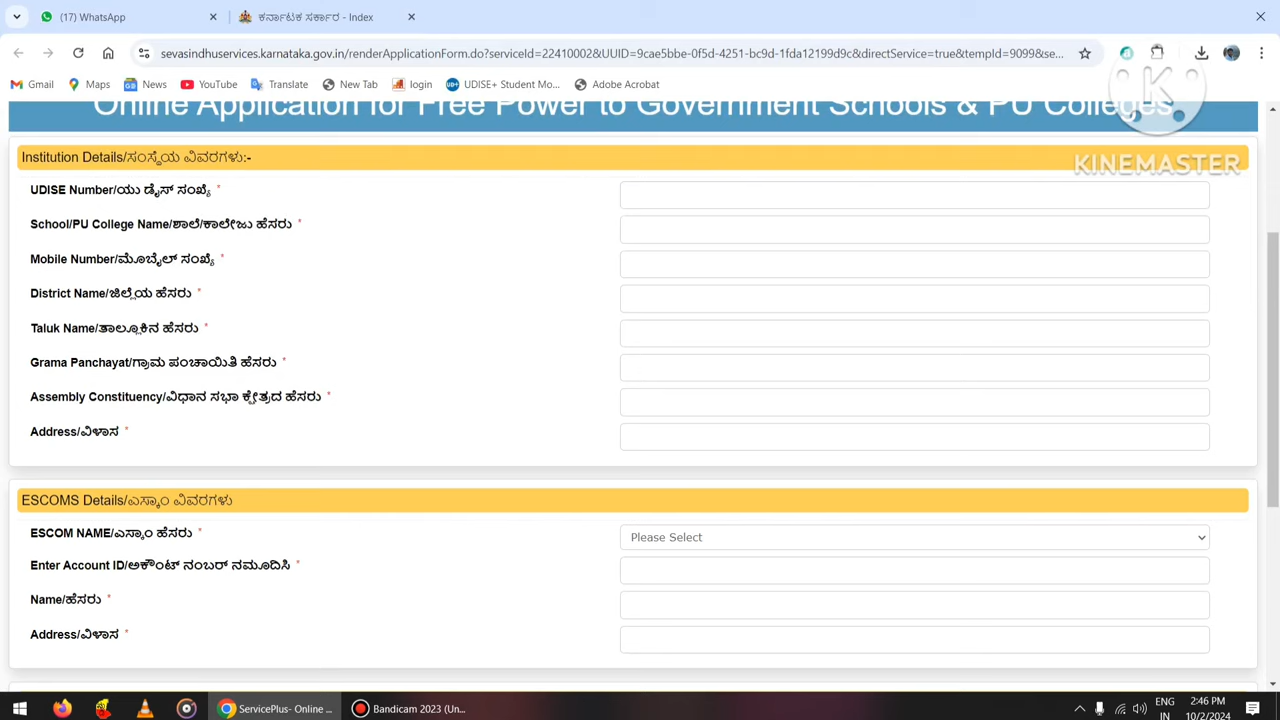 (17) WhatsApp
ಕರ್ನಾಟಕ ಸರ್ಕಾರ - Index
sevasindhuservices.karnataka.gov.in/renderApplicationForm.do?serviceId=22410002&UUID=9cae5bbe-0f5d-4251-bc9d-1fda12199d9c&directService=true&tempId=9099&se...
Gmail Maps News YouTube Translate New Tab login UDISE+ Student Mo... Adobe Acrobat
Online Application for Free Power to Government Schools & PU Colleges
KINEMASTER
Institution Details/ಸಂಸ್ಥೆಯ ವಿವರಗಳು:-
UDISE Number/ಯು ಡೈಸ್ ಸಂಖ್ಯೆ *
School/PU College Name/ಶಾಲೆ/ಕಾಲೇಜು ಹೆಸರು *
Mobile Number/ಮೊಬೈಲ್ ಸಂಖ್ಯೆ *
District Name/ಜಿಲ್ಲೆಯ ಹೆಸರು *
Taluk Name/ತಾಲ್ಲೂಕಿನ ಹೆಸರು *
Grama Panchayat/ಗ್ರಾಮ ಪಂಚಾಯಿತಿ ಹೆಸರು *
Assembly Constituency/ವಿಧಾನ ಸಭಾ ಕ್ಷೇತ್ರದ ಹೆಸರು *
Address/ವಿಳಾಸ *
ESCOMS Details/ಎಸ್ಕಾಂ ವಿವರಗಳು
ESCOM NAME/ಎಸ್ಕಾಂ ಹೆಸರು * Please Select
Enter Account ID/ಅಕೌಂಟ್ ನಂಬರ್ ನಮೂದಿಸಿ *
Name/ಹೆಸರು *
Address/ವಿಳಾಸ *
ServicePlus- Online ... Bandicam 2023 (Un... ENG 2:46 PM
IN 10/2/2024